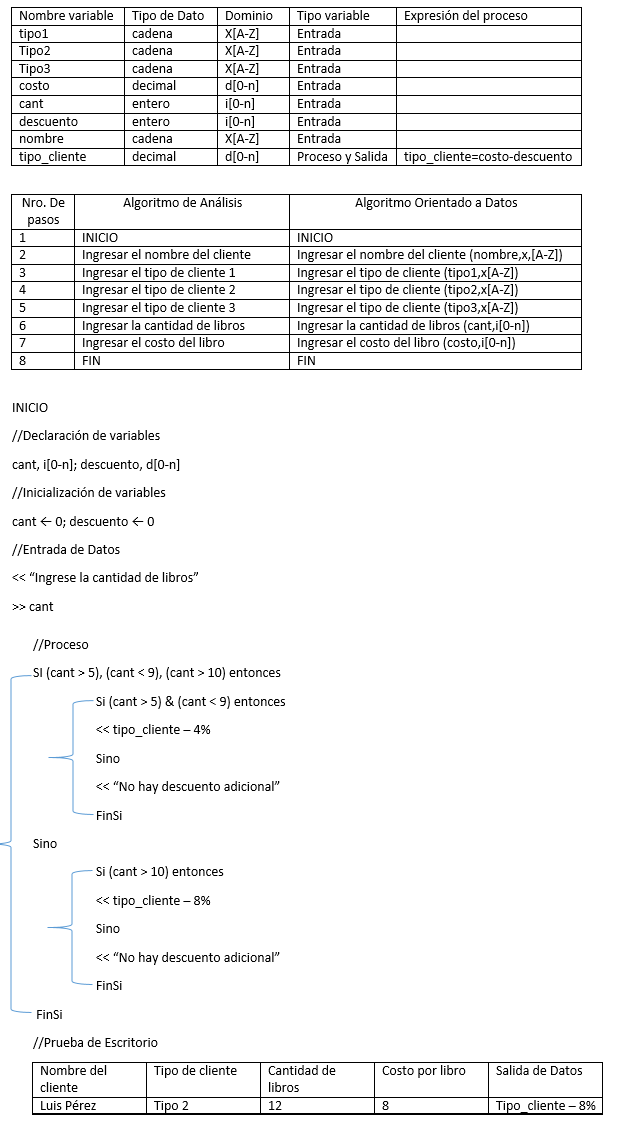 Nombre variable Tipo de Dato Dominio Tipo variable Expresión del proceso
tipo1 cadena X[A-Z] Entrada
Tipo2 cadena X[A-Z] Entrada
Tipo3 cadena X[A-Z] Entrada
costo decimal d[0-n] Entrada
cant entero i[0-n] Entrada
descuento entero i[0-n] Entrada
nombre cadena X[A-Z] Entrada
tipo_cliente decimal d[0-n] Proceso y Salida tipo_cliente=costo-descuento
Nro. De pasos Algoritmo de Análisis Algoritmo Orientado a Datos
1 INICIO INICIO
2 Ingresar el nombre del cliente Ingresar el nombre del cliente (nombre,x,[A-Z])
3 Ingresar el tipo de cliente 1 Ingresar el tipo de cliente (tipo1,x[A-Z])
4 Ingresar el tipo de cliente 2 Ingresar el tipo de cliente (tipo2,x[A-Z])
5 Ingresar el tipo de cliente 3 Ingresar el tipo de cliente (tipo3,x[A-Z])
6 Ingresar la cantidad de libros Ingresar la cantidad de libros (cant,i[0-n])
7 Ingresar el costo del libro Ingresar el costo del libro (costo,i[0-n])
8 FIN FIN
INICIO
//Declaración de variables
cant, i[0-n]; descuento, d[0-n]
//Inicialización de variables
cant ← 0; descuento ← 0
//Entrada de Datos
<< “Ingrese la cantidad de libros”
>> cant
//Proceso
SI (cant > 5), (cant < 9), (cant > 10) entonces
Si (cant > 5) & (cant < 9) entonces
<< tipo_cliente – 4%
Sino
<< “No hay descuento adicional”
FinSi
Sino
Si (cant > 10) entonces
<< tipo_cliente – 8%
Sino
<< “No hay descuento adicional”
FinSi
FinSi
//Prueba de Escritorio
Nombre del cliente Tipo de cliente Cantidad de libros Costo por libro Salida de Datos
Luis Pérez Tipo 2 12 8 Tipo_cliente – 8%